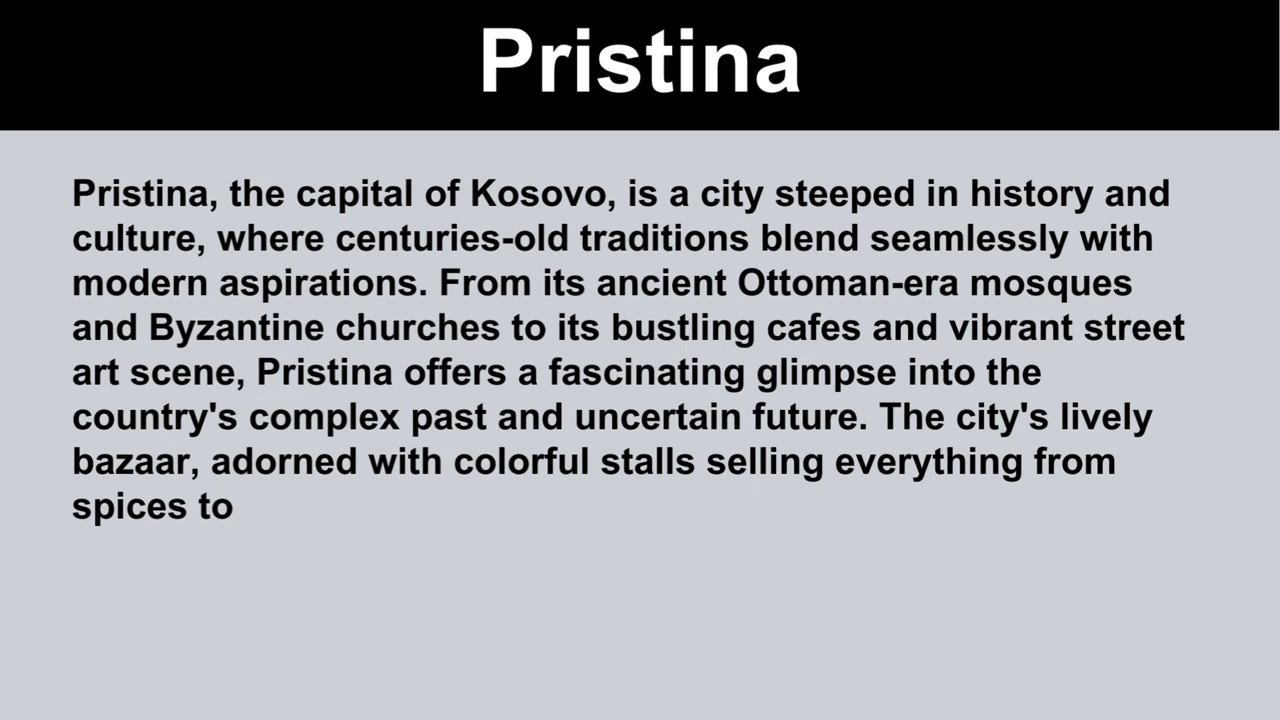 Pristina
Pristina, the capital of Kosovo, is a city steeped in history and
culture, where centuries-old traditions blend seamlessly with
modern aspirations. From its ancient Ottoman-era mosques
and Byzantine churches to its bustling cafes and vibrant street
art scene, Pristina offers a fascinating glimpse into the
country's complex past and uncertain future. The city's lively
bazaar, adorned with colorful stalls selling everything from
spices to